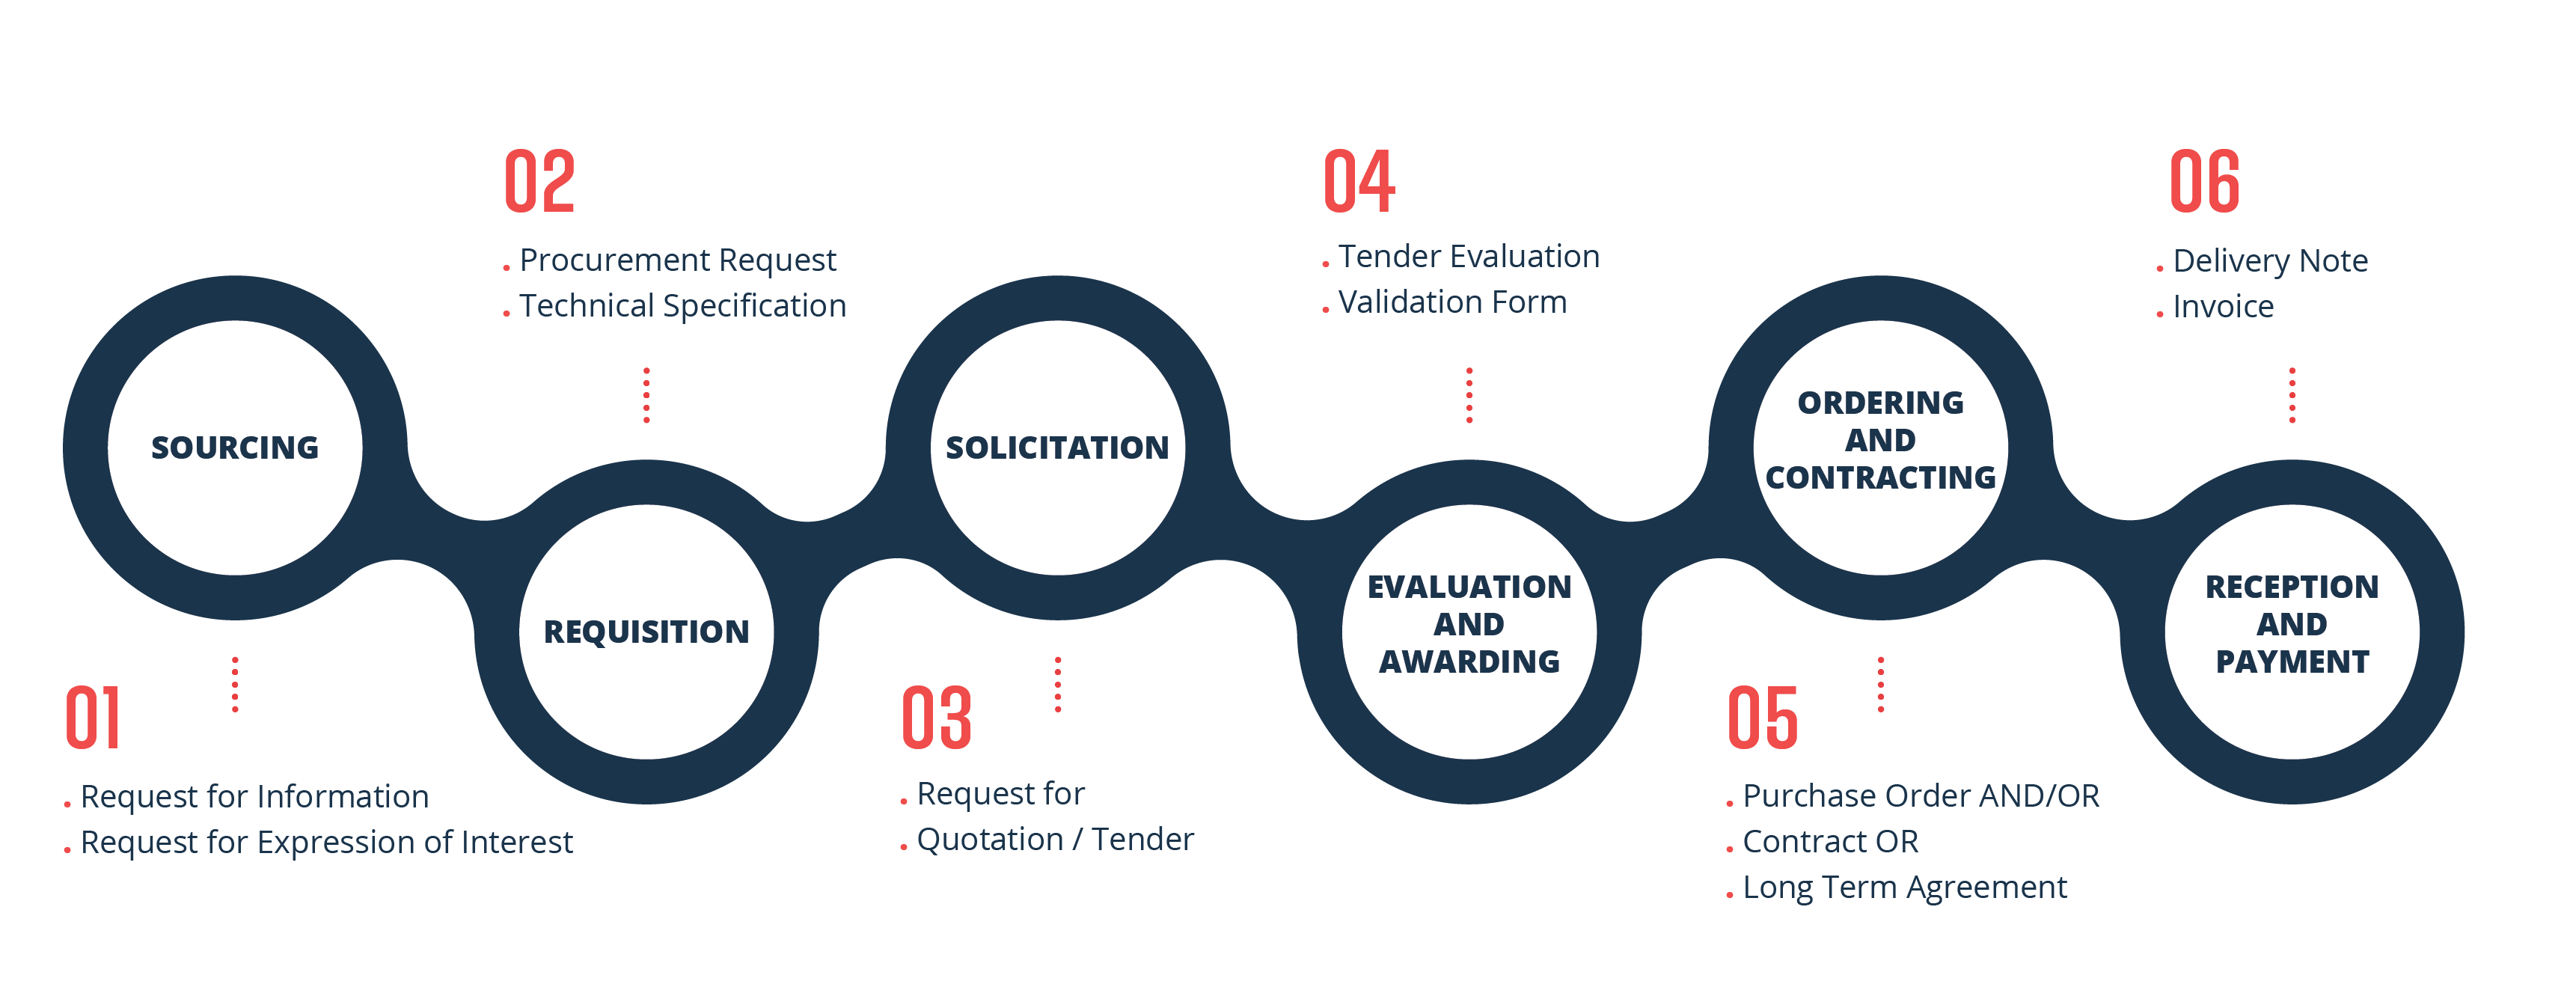 01
SOURCING
. Request for Information
. Request for Expression of Interest
02
. Procurement Request
. Technical Specification
REQUISITION
SOLICITATION
03
. Request for
. Quotation / Tender
04
. Tender Evaluation
. Validation Form
EVALUATION
AND
AWARDING
ORDERING
AND
CONTRACTING
05
. Purchase Order AND/OR
. Contract OR
. Long Term Agreement
06
. Delivery Note
. Invoice
RECEPTION
AND
PAYMENT